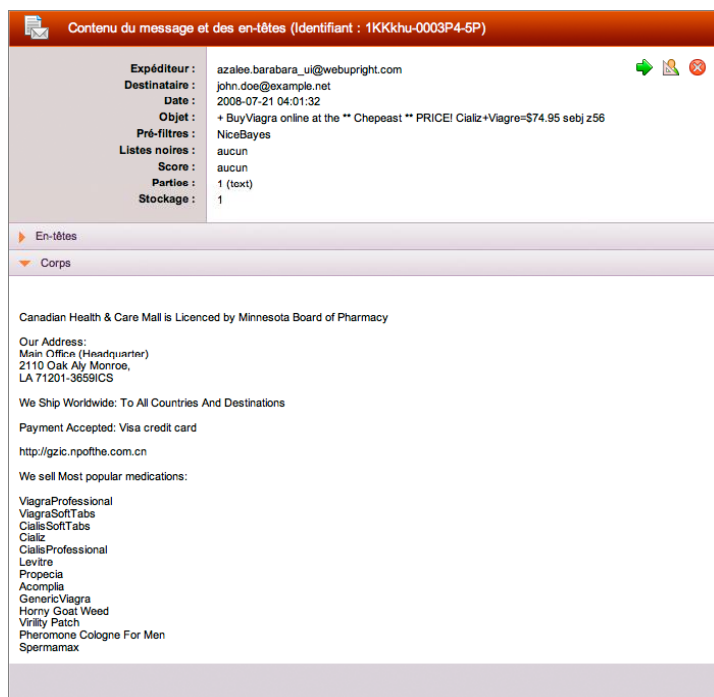 Contenu du message et des en-têtes (Identifiant : 1KKkhu-0003P4-5P)
Expéditeur : azalee.barabara_ui@webupright.com
Destinataire : john.doe@example.net
Date : 2008-07-21 04:01:32
Objet : + BuyViagra online at the ** Chepeast ** PRICE! Cializ+Viagre=$74.95 sebj z56
Pré-filtres : NiceBayes
Listes noires : aucun
Score : aucun
Parties : 1 (text)
Stockage : 1
En-têtes
Corps
Canadian Health & Care Mall is Licenced by Minnesota Board of Pharmacy
Our Address:
Main Office (Headquarter)
2110 Oak Aly Monroe,
LA 71201-3659ICS
We Ship Worldwide: To All Countries And Destinations
Payment Accepted: Visa credit card
http://gzic.npofthe.com.cn
We sell Most popular medications:
ViagraProfessional
ViagraSoftTabs
CialisSoftTabs
Cializ
CialisProfessional
Levitre
Propecia
Acomplia
GenericViagra
Horny Goat Weed
Virility Patch
Pheromone Cologne For Men
Spermamax